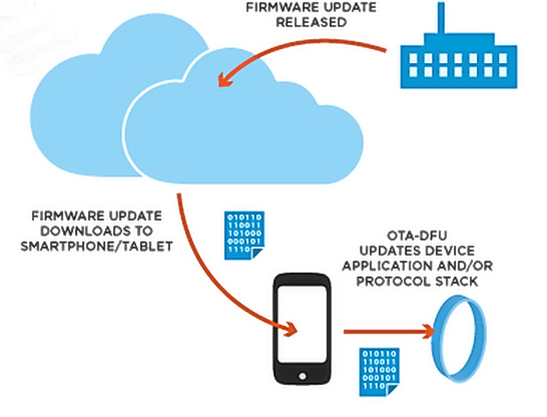 FIRMWARE UPDATE
RELEASED
FIRMWARE UPDATE
DOWNLOADS TO
SMARTPHONE/TABLET
010110
110011
101000
000101
1110
OTA-DFU
UPDATES DEVICE
APPLICATION AND/OR
PROTOCOL STACK
010110
110011
101000
000101
1110